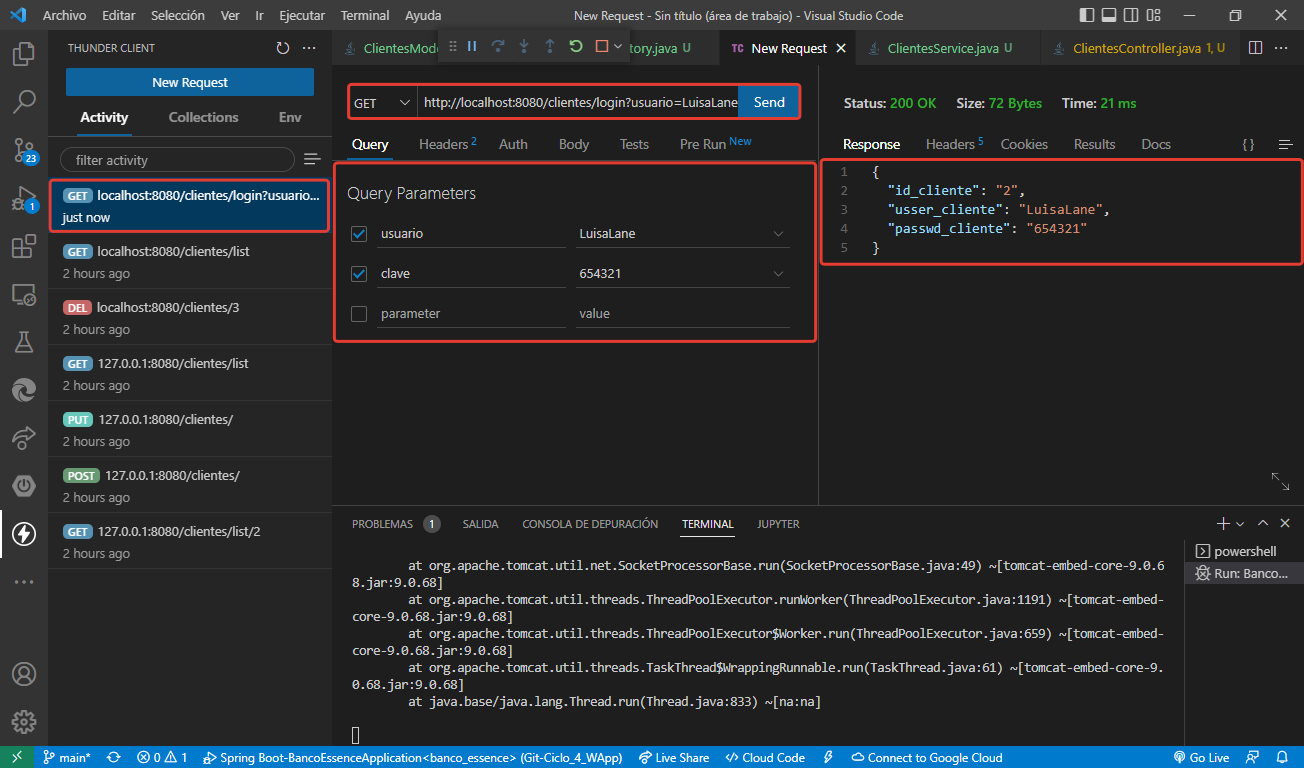 Archivo Editar Selección Ver Ir Ejecutar Terminal Ayuda
New Request - Sin título (área de trabajo) - Visual Studio Code
THUNDER CLIENT
New Request
Activity Collections Env
filter activity
GET localhost:8080/clientes/login?usuario...
just now
GET localhost:8080/clientes/list
2 hours ago
DEL localhost:8080/clientes/3
2 hours ago
GET 127.0.0.1:8080/clientes/list
2 hours ago
PUT 127.0.0.1:8080/clientes/
2 hours ago
POST 127.0.0.1:8080/clientes/
2 hours ago
GET 127.0.0.1:8080/clientes/list/2
2 hours ago
23
1
ClientesMod
tory.java U
TC New Request
ClientesService.java U
ClientesController.java 1, U
GET http://localhost:8080/clientes/login?usuario=LuisaLane Send
Query Headers 2 Auth Body Tests Pre Run New
Query Parameters
usuario LuisaLane
clave 654321
parameter value
Status: 200 OK Size: 72 Bytes Time: 21 ms
Response Headers 5 Cookies Results Docs {}
1 {
2 "id_cliente": "2",
3 "usser_cliente": "LuisaLane",
4 "passwd_cliente": "654321"
5 }
PROBLEMAS 1 SALIDA CONSOLA DE DEPURACIÓN TERMINAL JUPYTER
at org.apache.tomcat.util.net.SocketProcessorBase.run(SocketProcessorBase.java:49) ~[tomcat-embed-core-9.0.6
8.jar:9.0.68]
at org.apache.tomcat.util.threads.ThreadPoolExecutor.runWorker(ThreadPoolExecutor.java:1191) ~[tomcat-embed-
core-9.0.68.jar:9.0.68]
at org.apache.tomcat.util.threads.ThreadPoolExecutor$Worker.run(ThreadPoolExecutor.java:659) ~[tomcat-embed-
core-9.0.68.jar:9.0.68]
at org.apache.tomcat.util.threads.TaskThread$WrappingRunnable.run(TaskThread.java:61) ~[tomcat-embed-core-9.
0.68.jar:9.0.68]
at java.base/java.lang.Thread.run(Thread.java:833) ~[na:na]
powershell
Run: Banco...
main* 0 1 Spring Boot-BancoEssenceApplication<banco_essence> (Git-Ciclo_4_WApp) Live Share Cloud Code Connect to Google Cloud Go Live